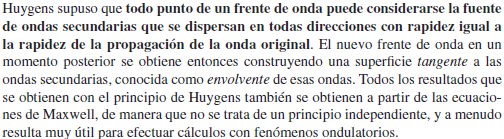 Huygens supuso que todo punto de un frente de onda puede considerarse la fuente
de ondas secundarias que se dispersan en todas direcciones con rapidez igual a
la rapidez de la propagación de la onda original. El nuevo frente de onda en un
momento posterior se obtiene entonces construyendo una superficie tangente a las
ondas secundarias, conocida como envolvente de esas ondas. Todos los resultados que
se obtienen con el principio de Huygens también se obtienen a partir de las ecuacio-
nes de Maxwell, de manera que no se trata de un principio independiente, y a menudo
resulta muy útil para efectuar cálculos con fenómenos ondulatorios.